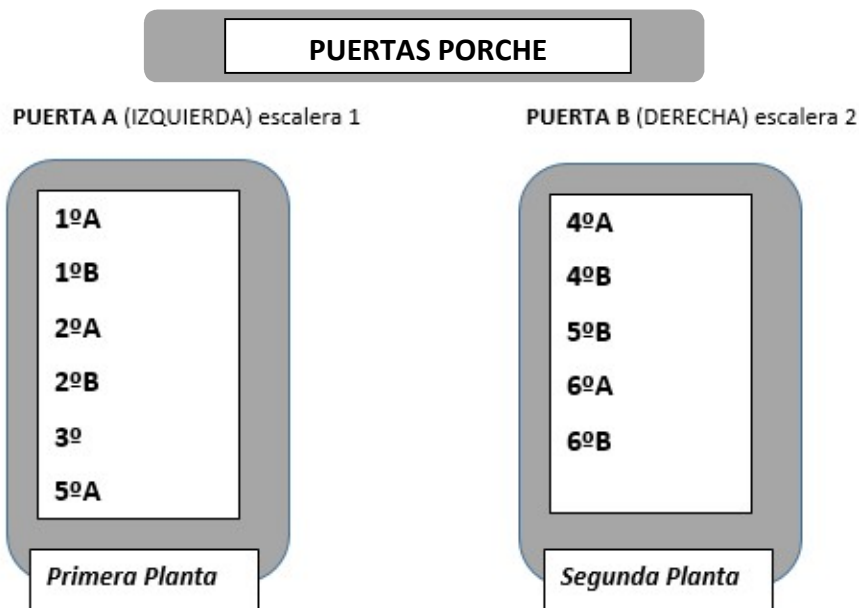 PUERTAS PORCHE
PUERTA A (IZQUIERDA) escalera 1
1ºA
1ºB
2ºA
2ºB
3º
5ºA
Primera Planta
PUERTA B (DERECHA) escalera 2
4ºA
4ºB
5ºB
6ºA
6ºB
Segunda Planta